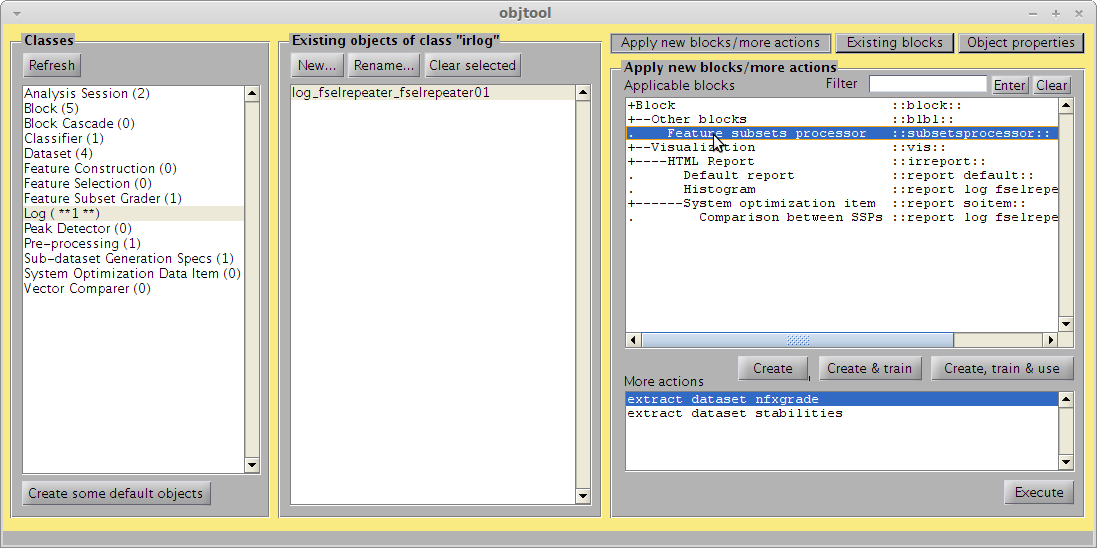 objtool
Classes
Refresh
Analysis Session (2)
Block (5)
Block Cascade (0)
Classifier (1)
Dataset (4)
Feature Construction (0)
Feature Selection (0)
Feature Subset Grader (1)
Log ( **1 **)
Peak Detector (0)
Pre-processing (1)
Sub-dataset Generation Specs (1)
System Optimization Data Item (0)
Vector Comparer (0)
Create some default objects
Existing objects of class "irlog"
New... Rename... Clear selected
log_fselrepeater_fselrepeater01
Apply new blocks/more actions Existing blocks Object properties
Apply new blocks/more actions
Applicable blocks Filter Enter Clear
+Block ::block::
+--Other blocks ::blbl::
. Feature subsets processor ::subsetsprocessor::
+--Visualization ::vis::
+----HTML Report ::irreport::
. Default report ::report default::
. Histogram ::report log fselrepe
+------System optimization item ::report soitem::
. Comparison between SSPs ::report log fselrepe
Create Create & train Create, train & use
More actions
extract dataset nfxgrade
extract dataset stabilities
Execute